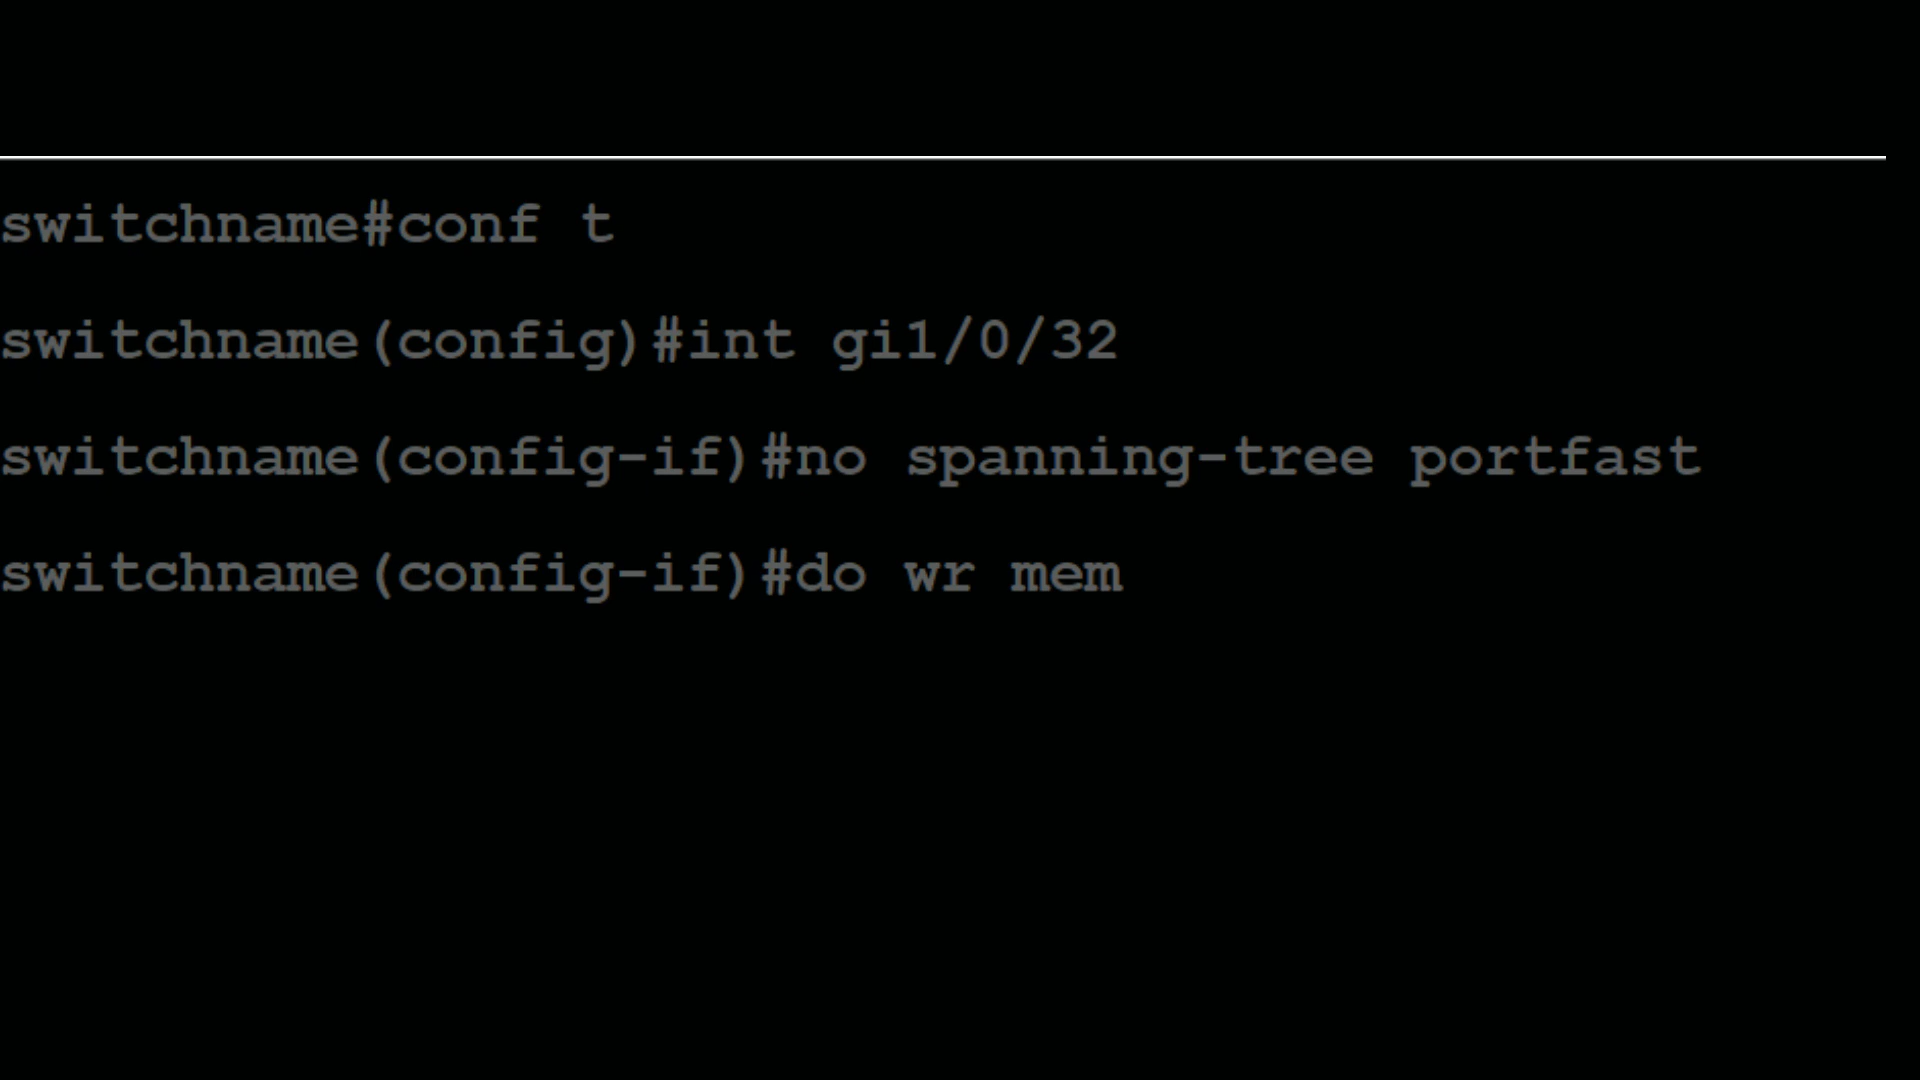 switchname#conf t
switchname(config)#int gi1/0/32
switchname(config-if)#no spanning-tree portfast
switchname(config-if)#do wr mem